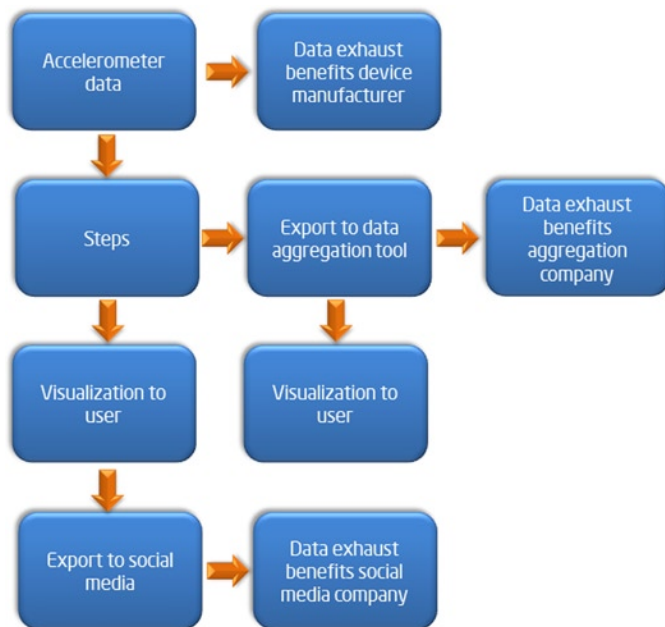 Accelerometer
data
Data exhaust
benefits device
manufacturer
Steps
Export to data
aggregation tool
Data exhaust
benefits
aggregation
company
Visualization to
user
Visualization to
user
Export to social
media
Data exhaust
benefits social
media company